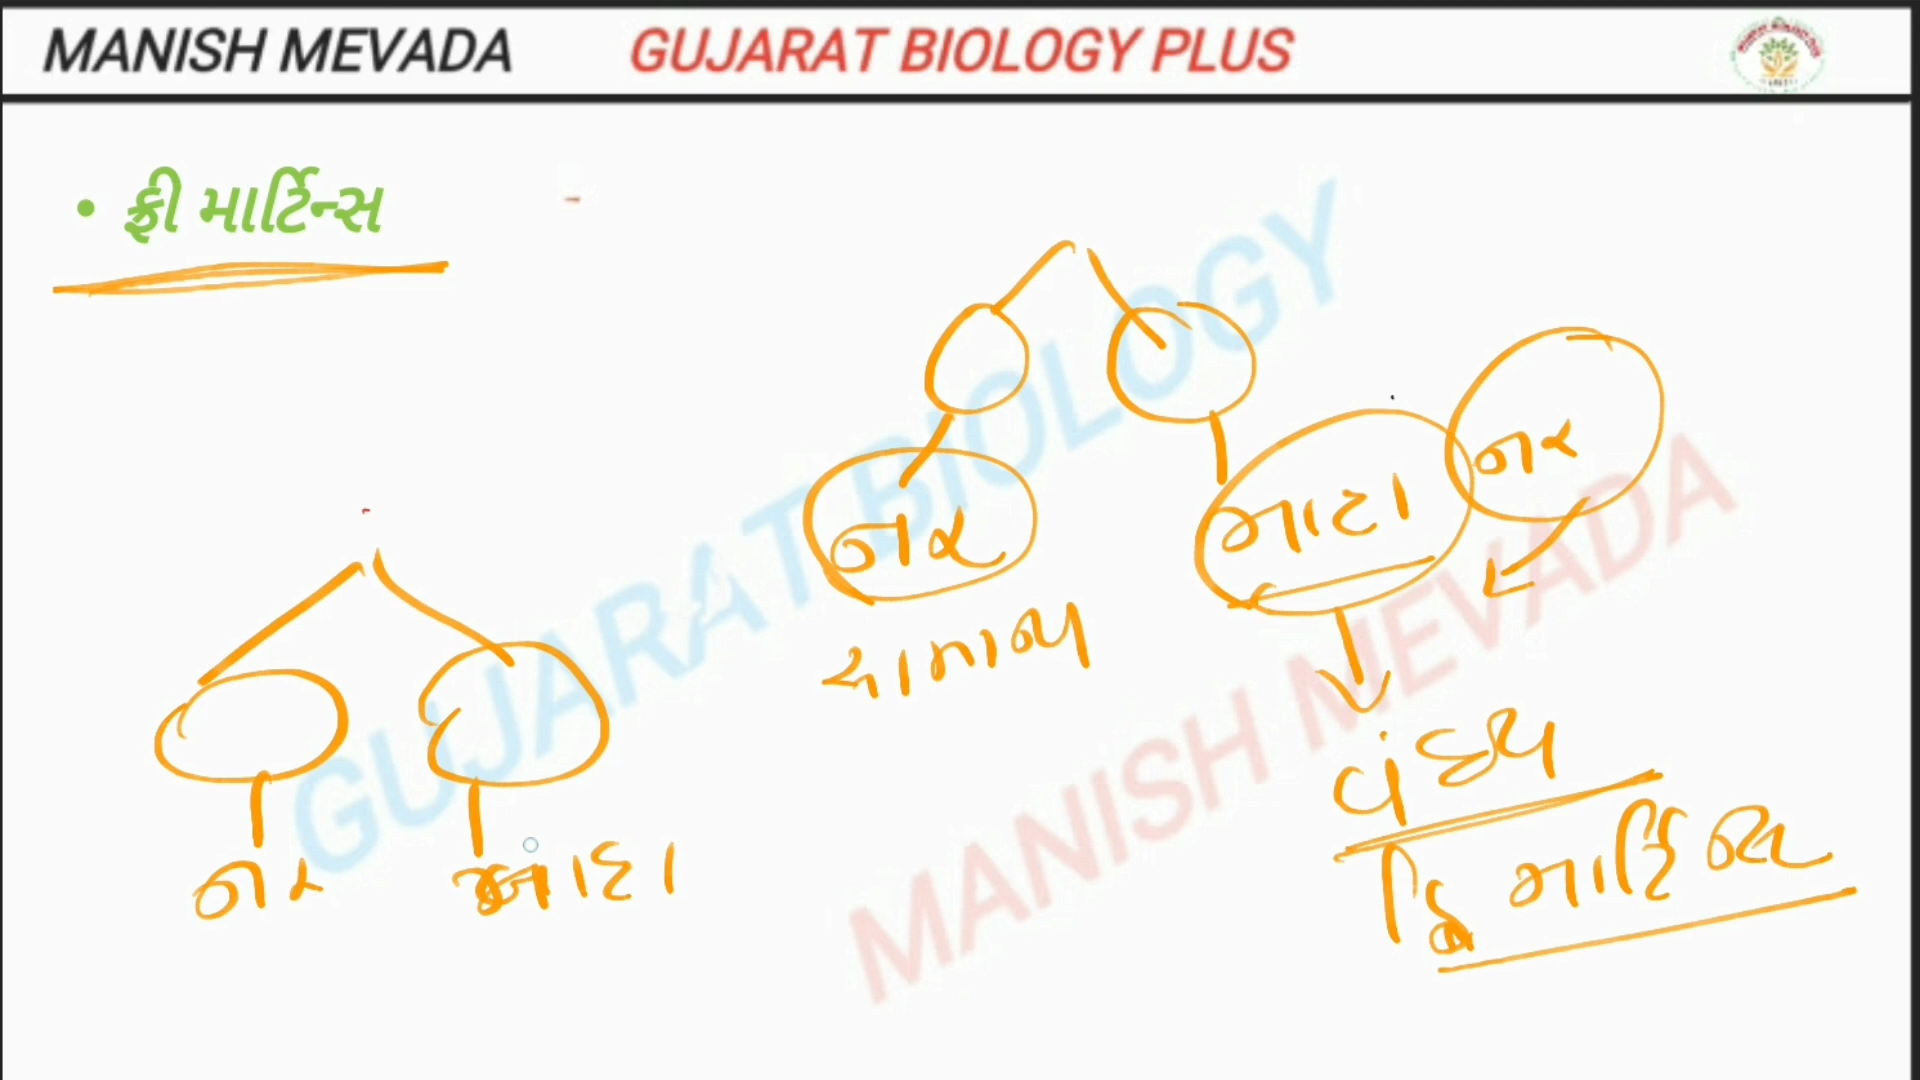 MANISH MEVADA GUJARAT BIOLOGY PLUS
• ફ્રી માર્ટિન્સ
નર
માદા
નર
સામાન્ય
વંધ્ય
ફ્રિ માર્ટિન્સ
નર
માદા
GUJARAT BIOLOGY
MANISH MEVADA